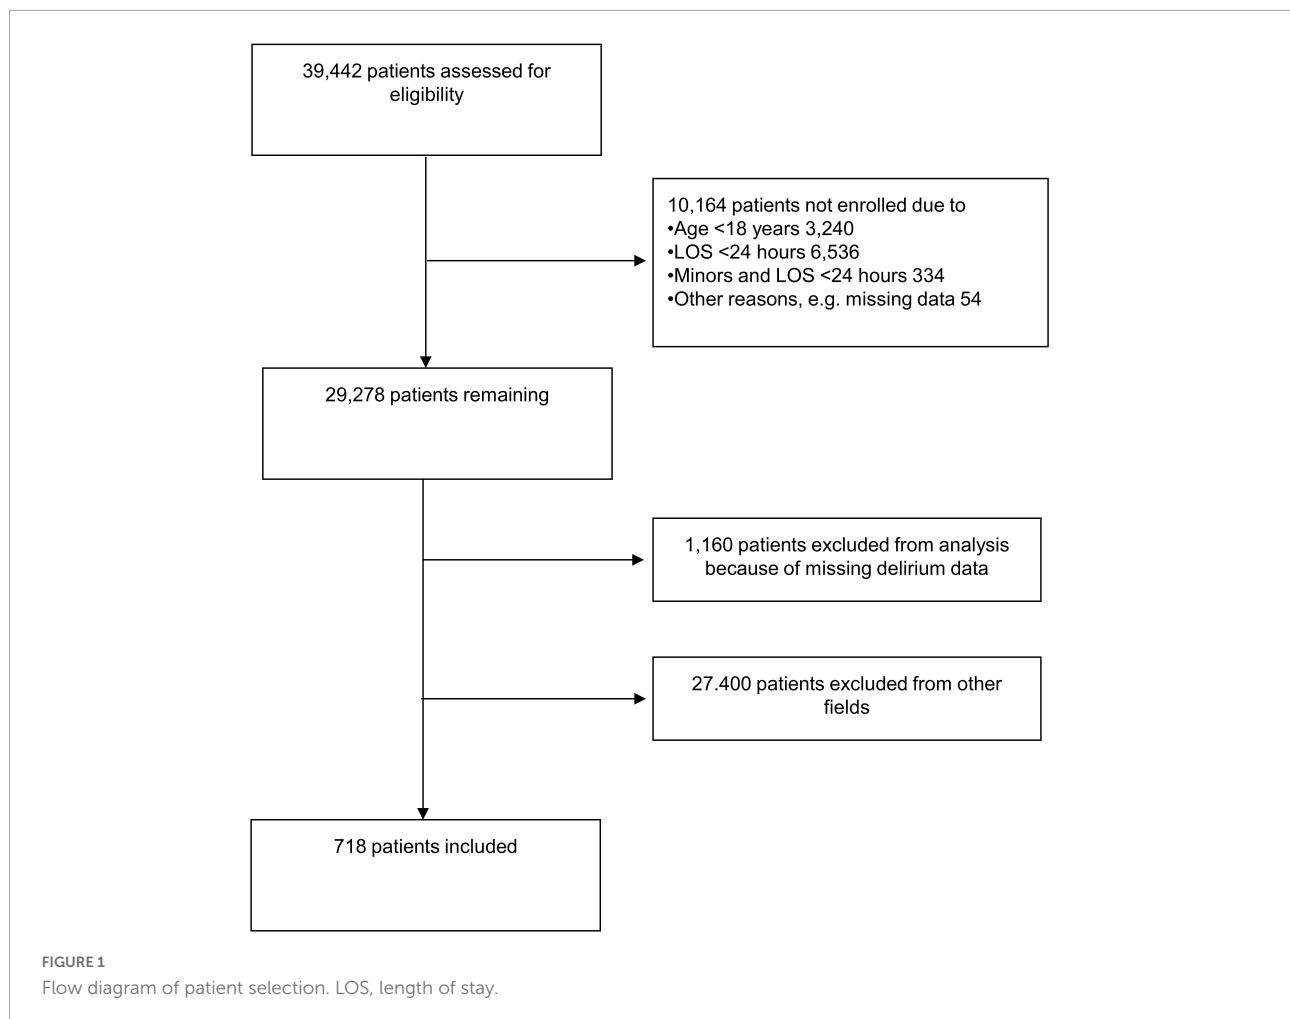 39,442 patients assessed for
eligibility
10,164 patients not enrolled due to
•Age <18 years 3,240
•LOS <24 hours 6,536
•Minors and LOS <24 hours 334
•Other reasons, e.g. missing data 54
29,278 patients remaining
1,160 patients excluded from analysis
because of missing delirium data
27.400 patients excluded from other
fields
718 patients included
FIGURE 1
Flow diagram of patient selection. LOS, length of stay.